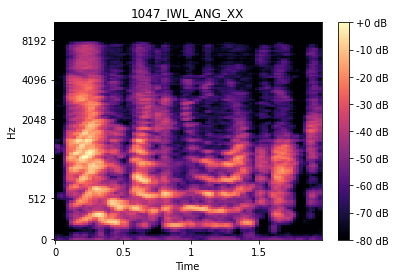 1047_IWL_ANG_XX
+0 dB
8192
-10 dB
4096
-20 dB
-30 dB
2048
Hz
-40 dB
1024
-50 dB
512
-60 dB
-70 dB
0
-80 dB
0 0.5 1 1.5
Time